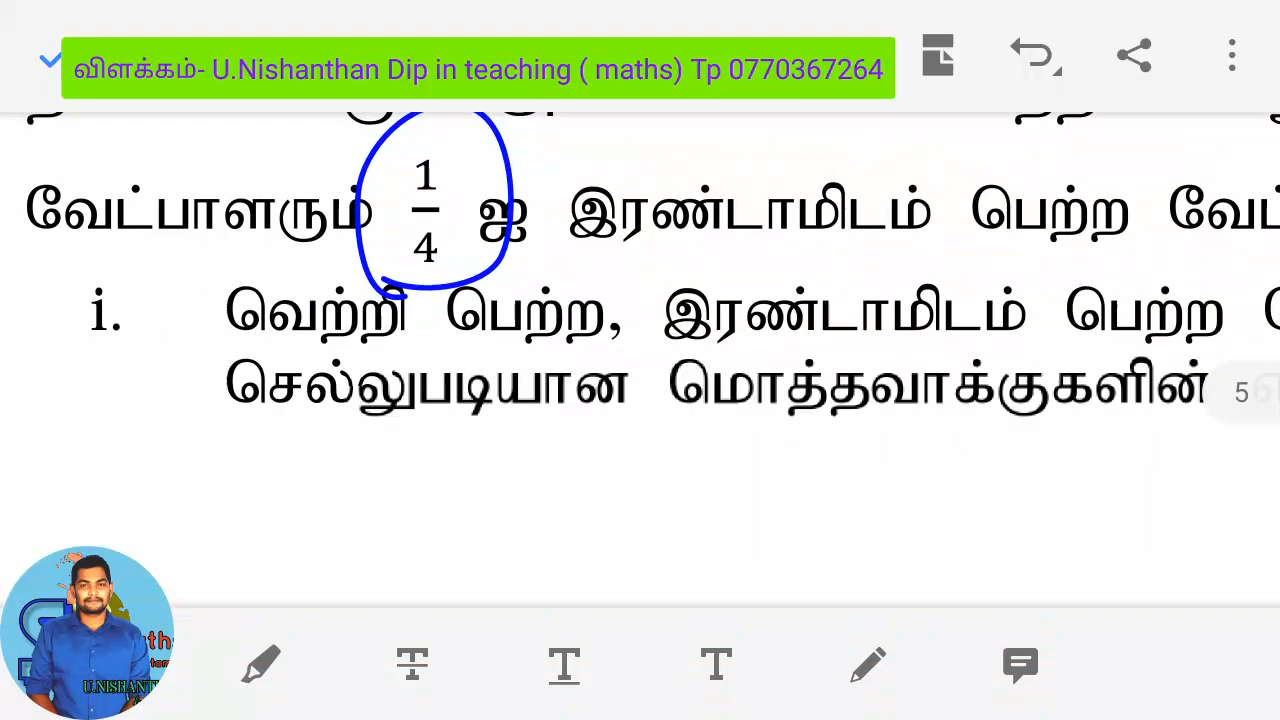 விளக்கம்- U.Nishanthan Dip in teaching ( maths) Tp 0770367264
வேட்பாளரும் 1/4 ஐ இரண்டாமிடம் பெற்ற
i. வெற்றி பெற்ற, இரண்டாமிடம் பெற்ற
செல்லுபடியான மொத்தவாக்குகளின்
5
U.NISHANTH